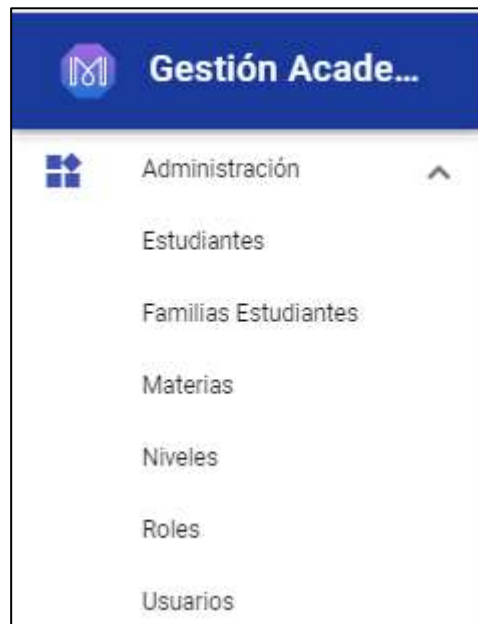 Gestión Acade...
Administración
Estudiantes
Familias Estudiantes
Materias
Niveles
Roles
Usuarios